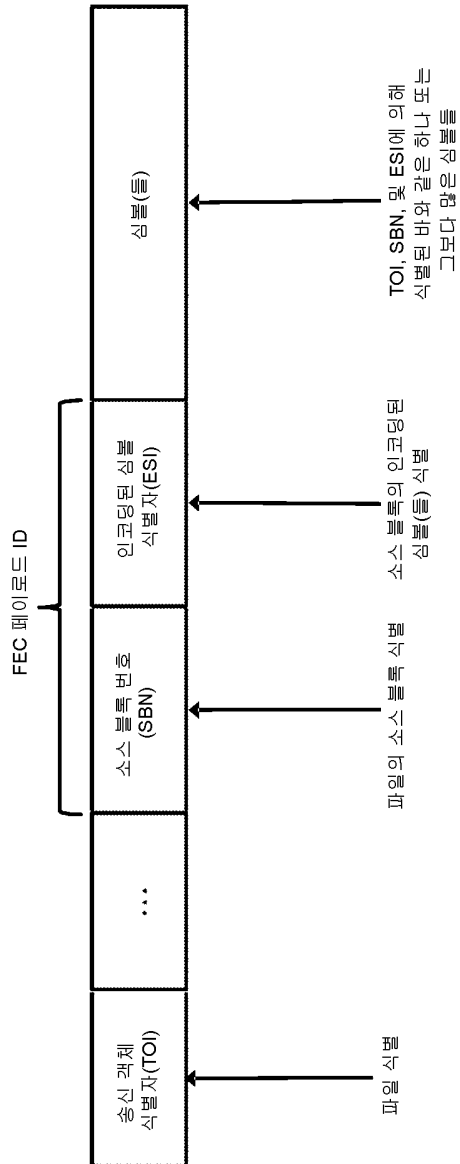 FEC 페이로드 ID
송신 객체
식별자(TOI)
...
소스 블록 번호
(SBN)
인코딩된 심볼
식별자(ESI)
심볼(들)
파일 식별
파일의 소스 블록 식별
소스 블록의 인코딩된
심볼(들) 식별
TOI, SBN, 및 ESI에 의해
식별된 바와 같은 하나 또는
그보다 많은 심볼들